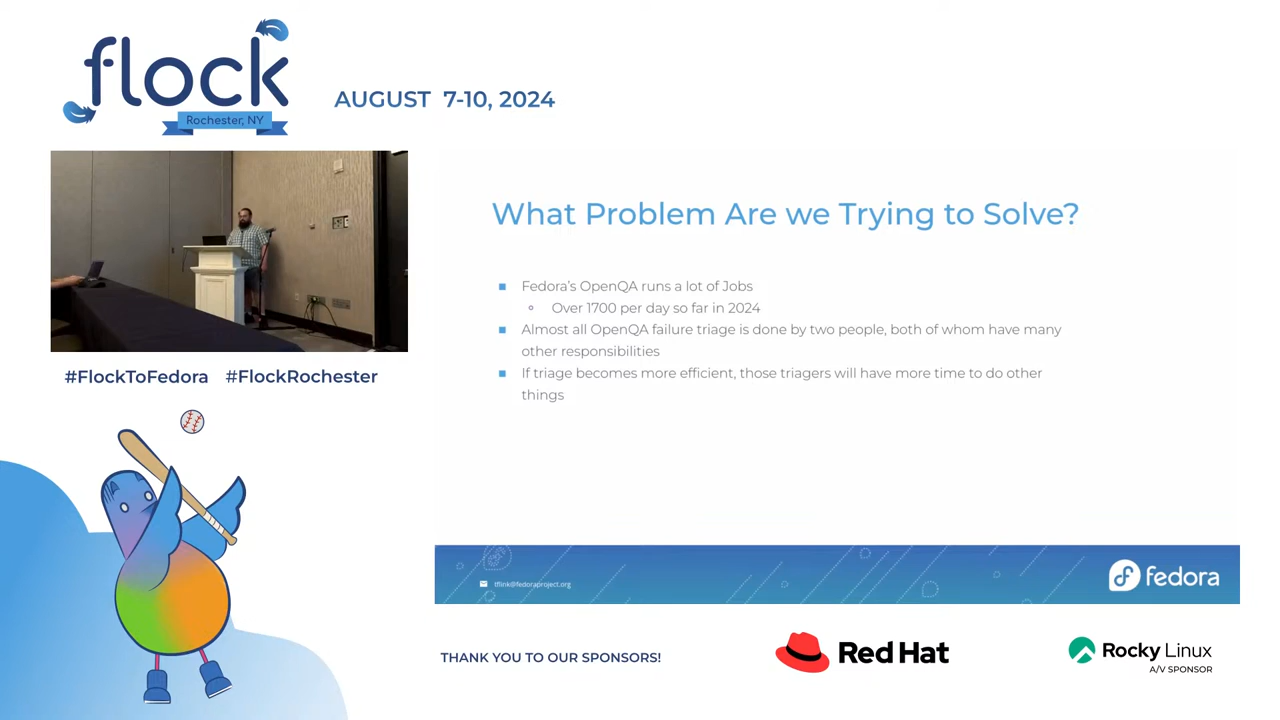 flock
Rochester, NY
AUGUST 7-10, 2024
What Problem Are we Trying to Solve?
Fedora's OpenQA runs a lot of Jobs
Over 1700 per day so far in 2024
Almost all OpenQA failure triage is done by two people, both of whom have many
other responsibilities
If triage becomes more efficient, those triagers will have more time to do other
things
#FlockToFedora #FlockRochester
tflink@fedoraproject.org
fedora
THANK YOU TO OUR SPONSORS!
Red Hat
Rocky Linux
A/V SPONSOR